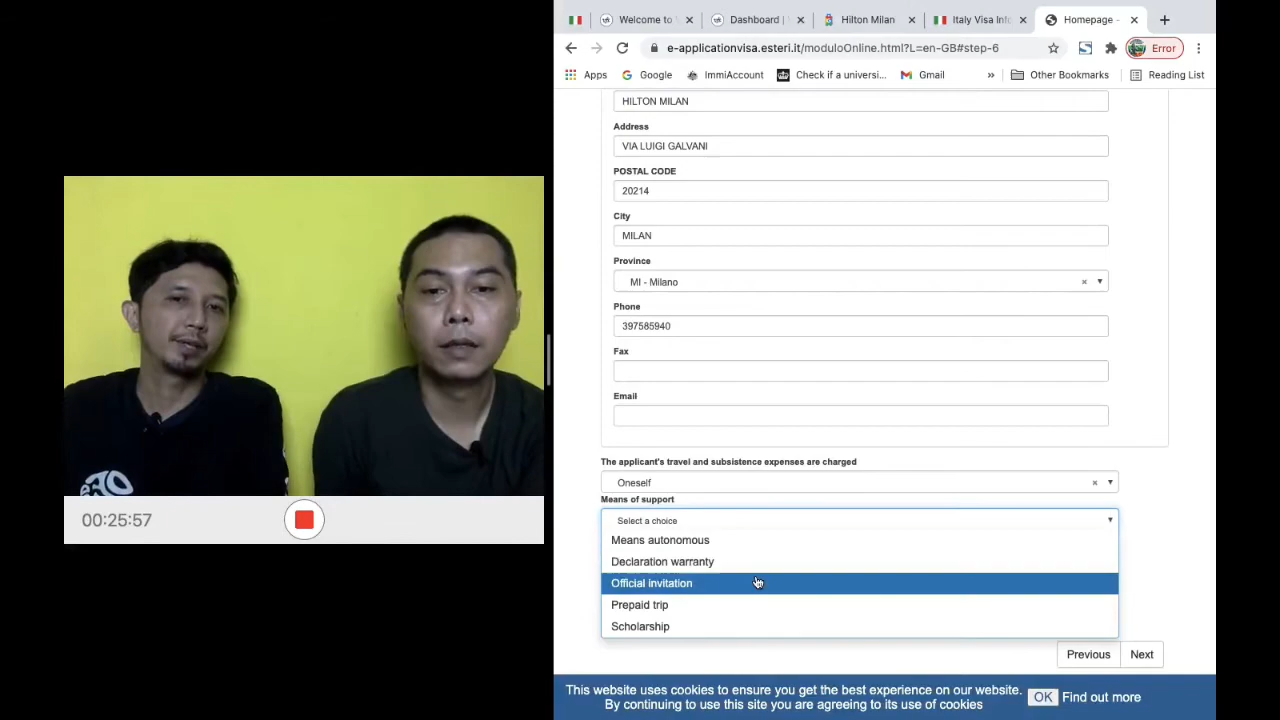 Welcome to
Dashboard |
Hilton Milan
Italy Visa Info
Homepage -
e-applicationvisa.esteri.it/moduloOnline.html?L=en-GB#step-6
Error
Apps
Google
ImmiAccount
Check if a universi...
Gmail
»
Other Bookmarks
Reading List
HILTON MILAN
Address
VIA LUIGI GALVANI
POSTAL CODE
20214
City
MILAN
Province
MI - Milano
Phone
397585940
Fax
Email
The applicant's travel and subsistence expenses are charged
Oneself
Means of support
Select a choice
Means autonomous
Declaration warranty
Official invitation
Prepaid trip
Scholarship
Previous
Next
This website uses cookies to ensure you get the best experience on our website.
By continuing to use this site you are agreeing to its use of cookies
OK
Find out more
00:25:57